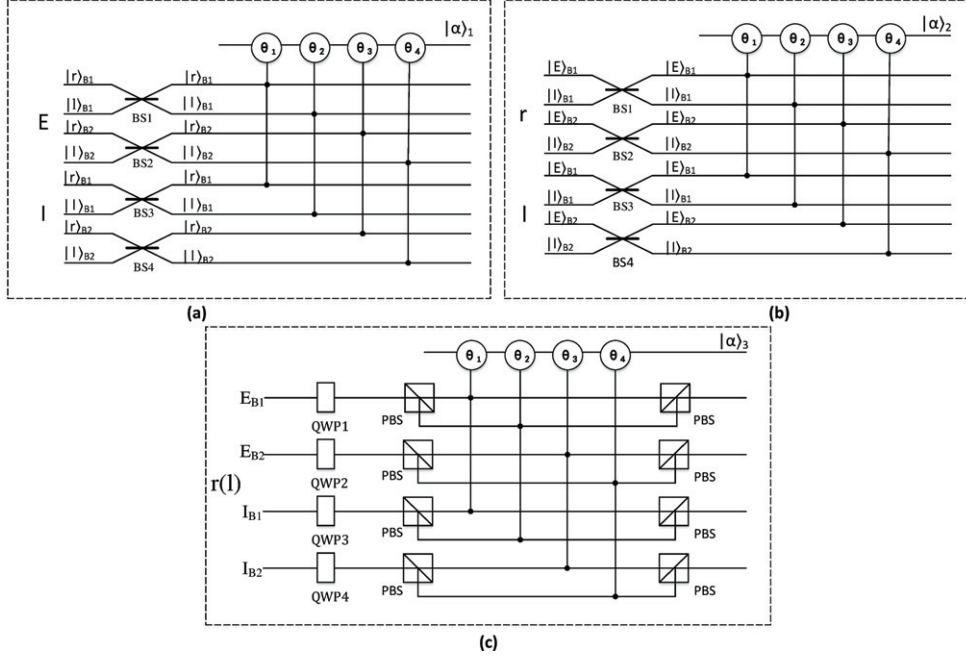 |α⟩₁
θ₁ θ₂ θ₃ θ₄
|r⟩B1 |r⟩B1
|l⟩B1 BS1 |l⟩B1
E
|r⟩B2 |r⟩B2
|l⟩B2 BS2 |l⟩B2
|r⟩B1 |r⟩B1
l
|l⟩B1 BS3 |l⟩B1
|r⟩B2 |r⟩B2
|l⟩B2 BS4 |l⟩B2
(a)
|α⟩₂
θ₁ θ₂ θ₃ θ₄
|E⟩B1 |E⟩B1
|I⟩B1 BS1 |I⟩B1
r
|E⟩B2 |E⟩B2
|I⟩B2 BS2 |I⟩B2
|E⟩B1 |E⟩B1
l
|I⟩B1 BS3 |I⟩B1
|E⟩B2 |E⟩B2
|I⟩B2 BS4 |I⟩B2
(b)
|α⟩₃
θ₁ θ₂ θ₃ θ₄
EB1
QWP1 PBS PBS
EB2
QWP2 PBS PBS
r(l)
IB1
QWP3 PBS PBS
IB2
QWP4 PBS PBS
(c)